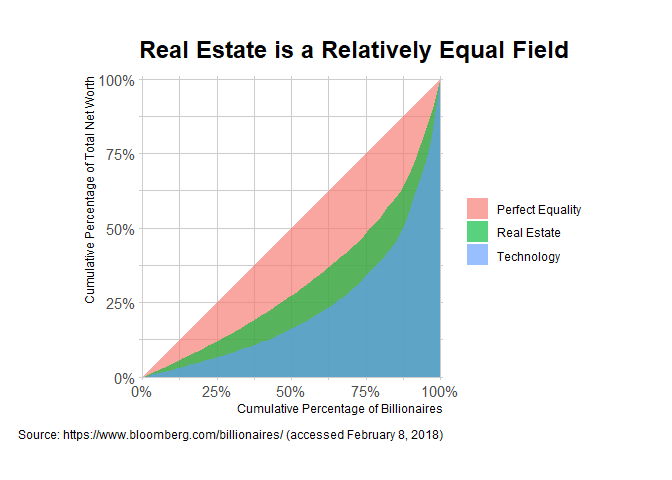 Real Estate is a Relatively Equal Field
Cumulative Percentage of Total Net Worth
100%
75%
50%
25%
0%
0% 25% 50% 75% 100%
Cumulative Percentage of Billionaires
Perfect Equality
Real Estate
Technology
Source: https://www.bloomberg.com/billionaires/ (accessed February 8, 2018)